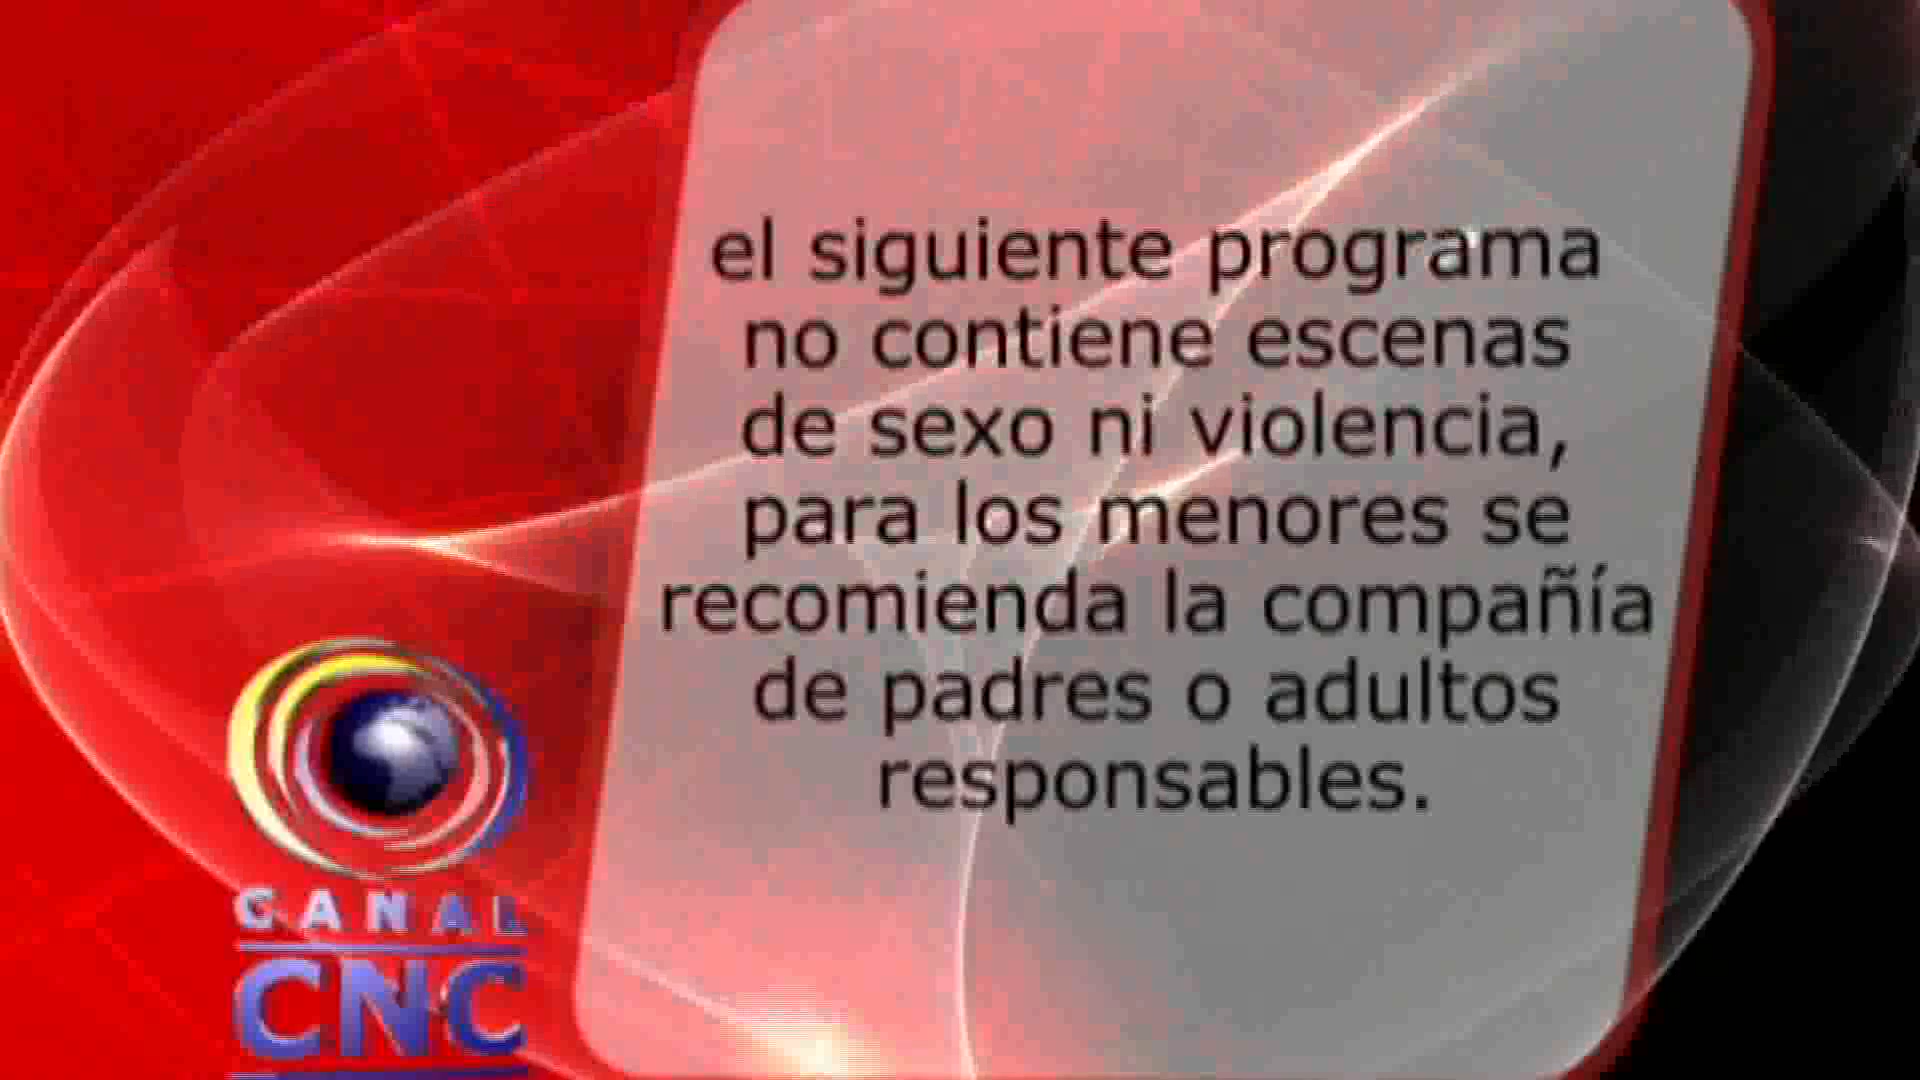 el siguiente programa
no contiene escenas
de sexo ni violencia,
para los menores se
recomienda la compañía
de padres o adultos
responsables.
CANAL
CNC